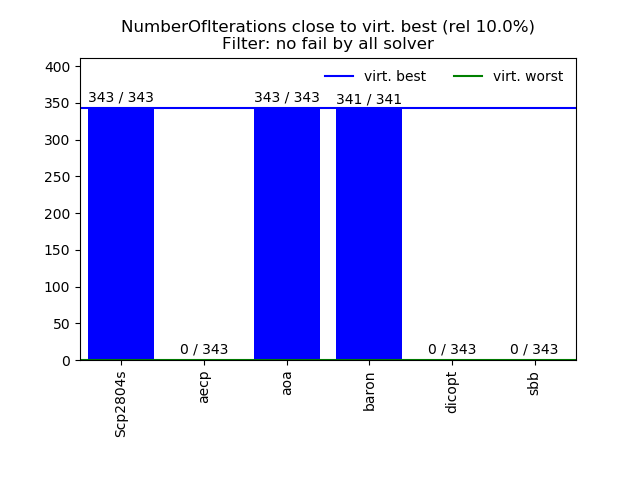 NumberOfIterations close to virt. best (rel 10.0%)
Filter: no fail by all solver
virt. best
virt. worst
400
350
300
250
200
150
100
50
0
343 / 343
0 / 343
343 / 343
341 / 341
0 / 343
0 / 343
Scp2804s
aecp
aoa
baron
dicopt
sbb